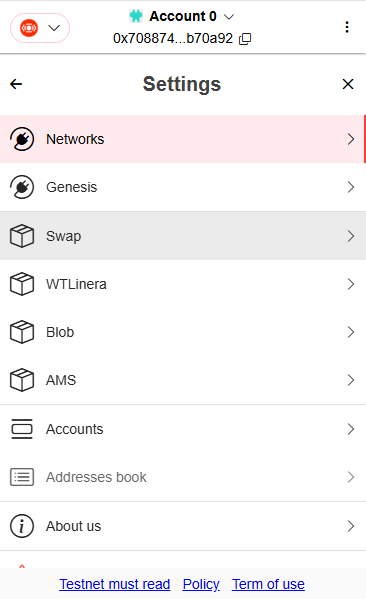 Account 0
0x708874...b70a92
Settings
Networks
Genesis
Swap
WTLinera
Blob
AMS
Accounts
Addresses book
About us
Testnet must read Policy Term of use